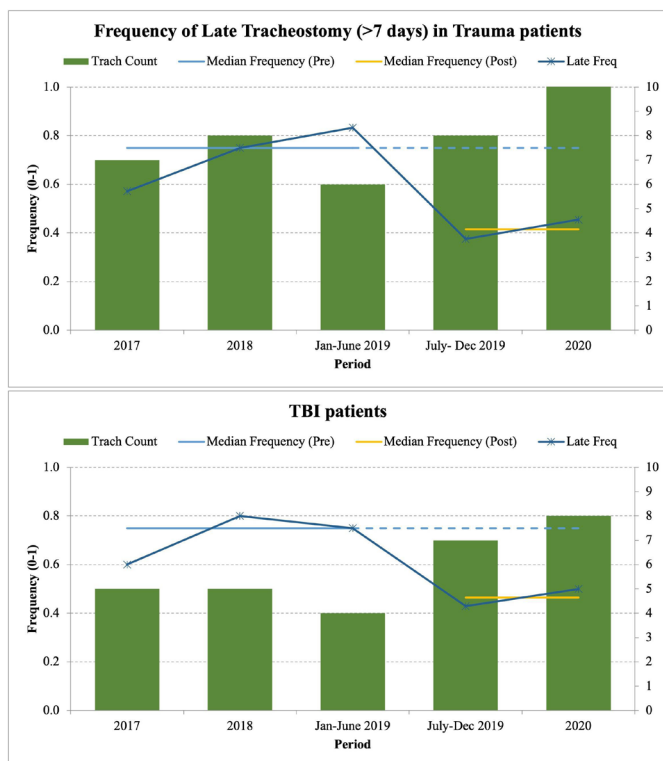 Frequency of Late Tracheostomy (>7 days) in Trauma patients
Trach Count Median Frequency (Pre) Median Frequency (Post) Late Freq
1.0 10
9
0.8 8
7
0.6 6
5
0.4 4
3
0.2 2
1
0.0 0
Frequency (0-1)
2017 2018 Jan-June 2019 July- Dec 2019 2020
Period
TBI patients
Trach Count Median Frequency (Pre) Median Frequency (Post) Late Freq
1.0 10
9
0.8 8
7
0.6 6
5
0.4 4
3
0.2 2
1
0.0 0
Frequency (0-1)
2017 2018 Jan-June 2019 July-Dec 2019 2020
Period